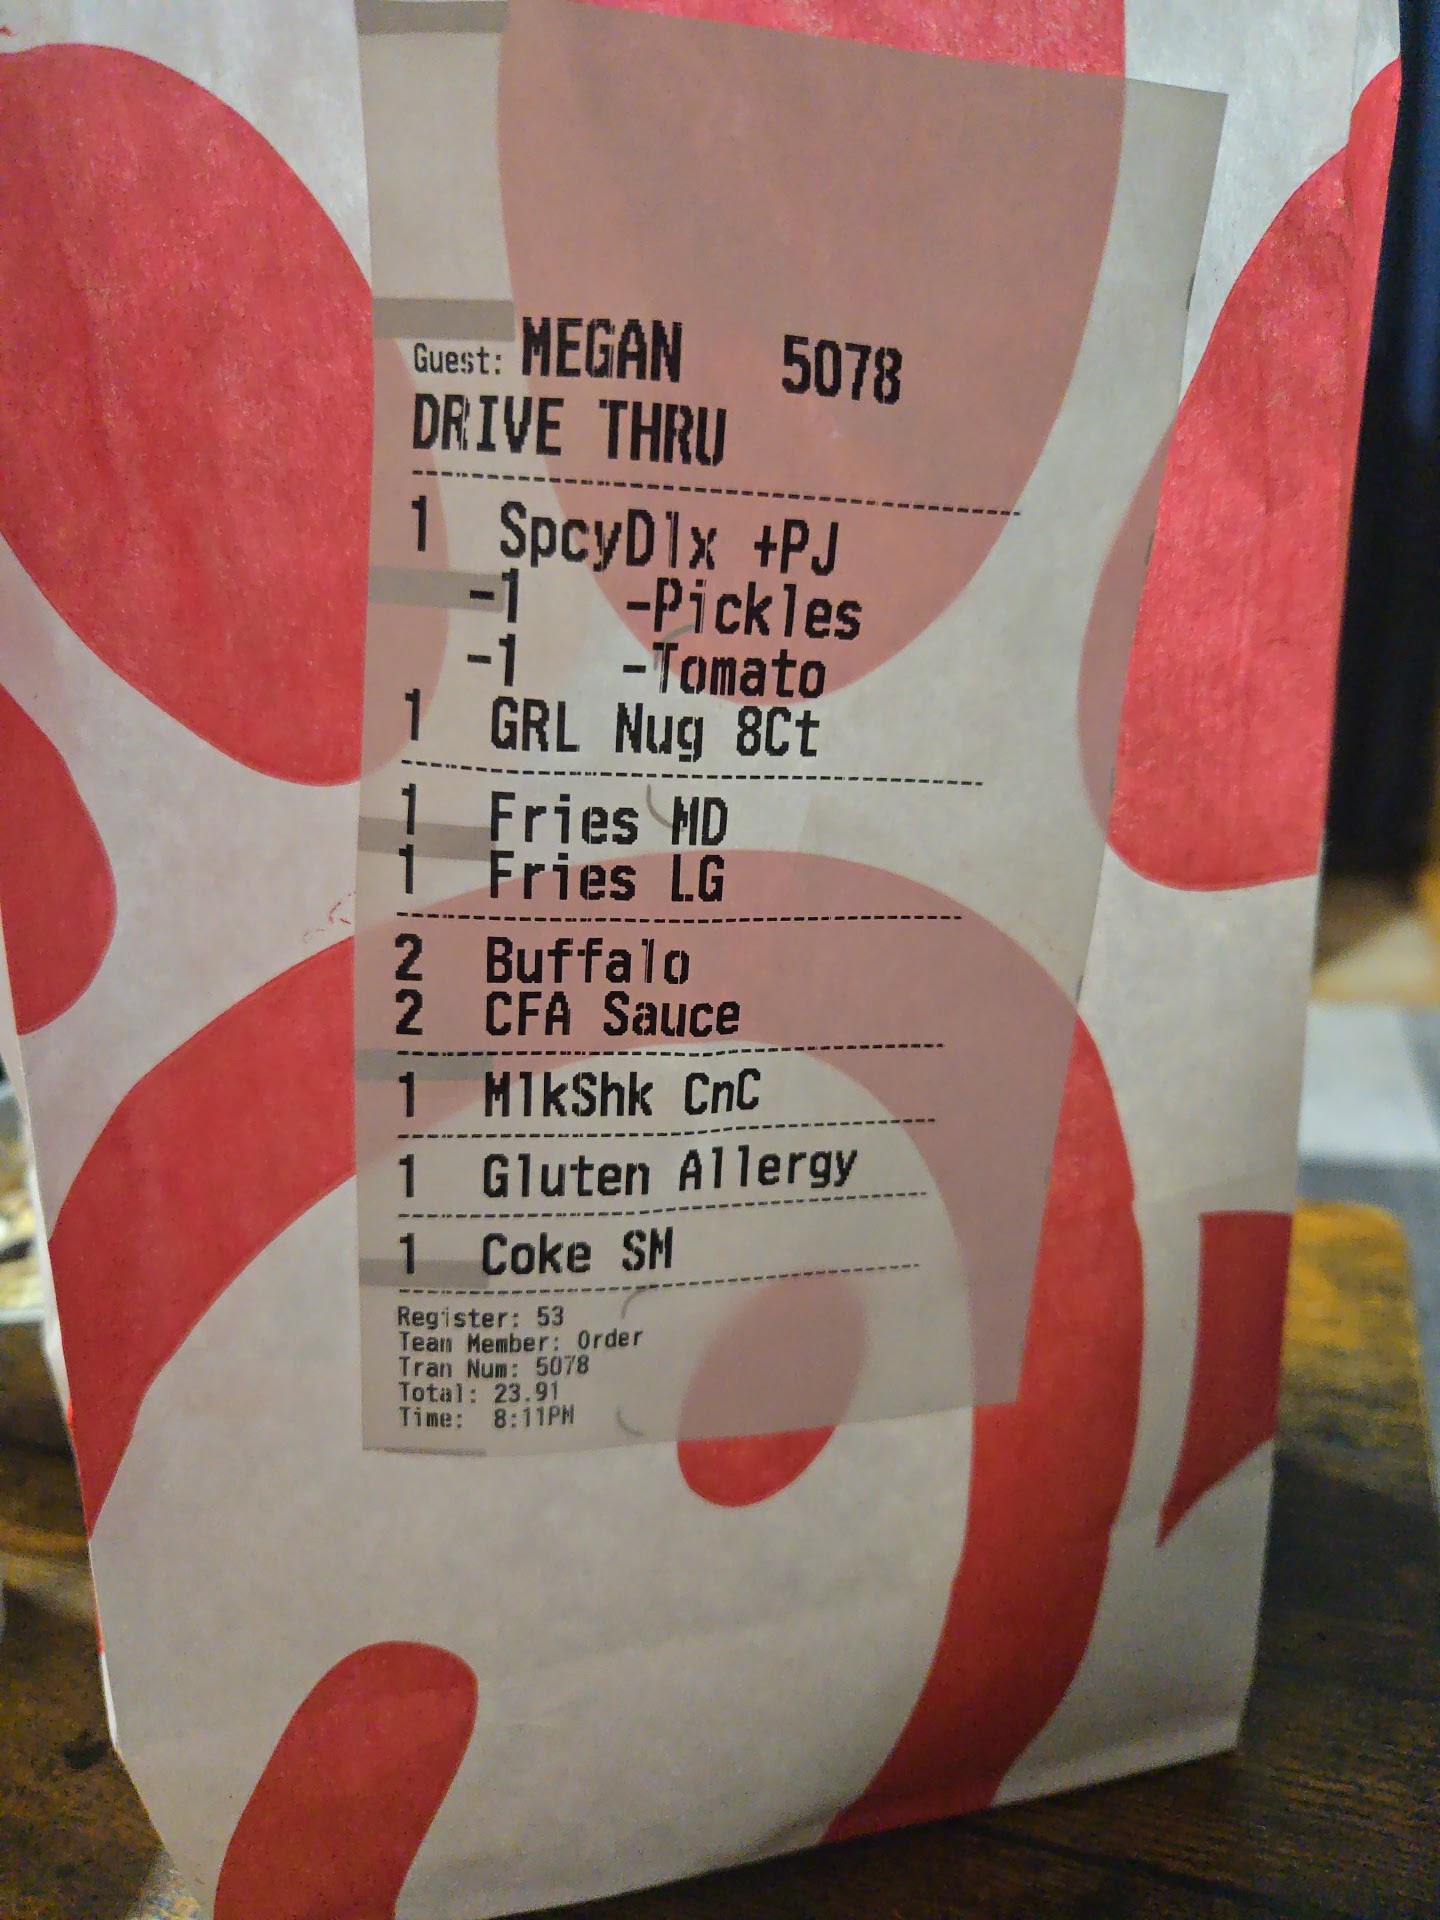 Guest: MEGAN 5078
DRIVE THRU
1 SpcyDlx +PJ
-1 -Pickles
-1 -Tomato
1 GRL Nug 8Ct
1 Fries MD
1 Fries LG
2 Buffalo
2 CFA Sauce
1 MlkShk CnC
1 Gluten Allergy
1 Coke SM
Register: 53
Team Member: Order
Tran Num: 5078
Total: 23.91
Time: 8:11PM